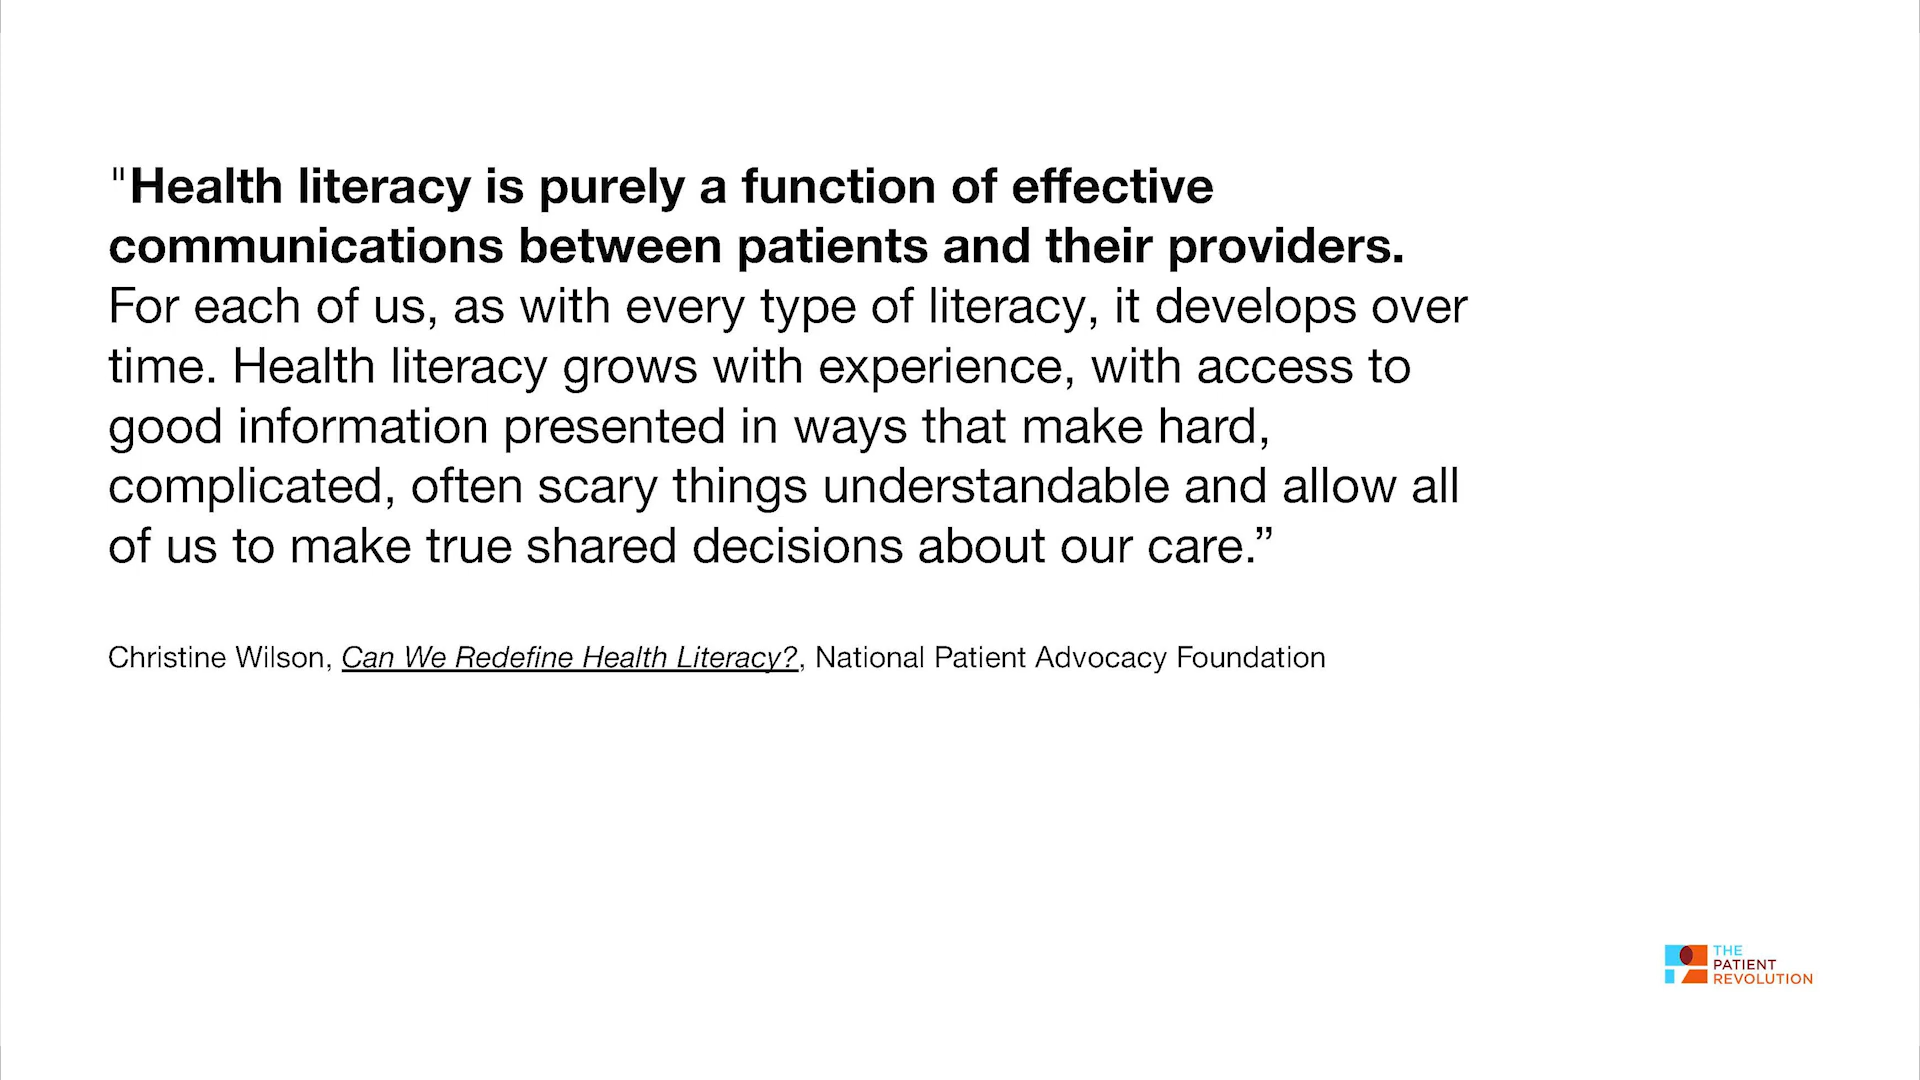 "Health literacy is purely a function of effective
communications between patients and their providers.
For each of us, as with every type of literacy, it develops over
time. Health literacy grows with experience, with access to
good information presented in ways that make hard,
complicated, often scary things understandable and allow all
of us to make true shared decisions about our care.”
Christine Wilson, Can We Redefine Health Literacy?, National Patient Advocacy Foundation
THE
PATIENT
REVOLUTION